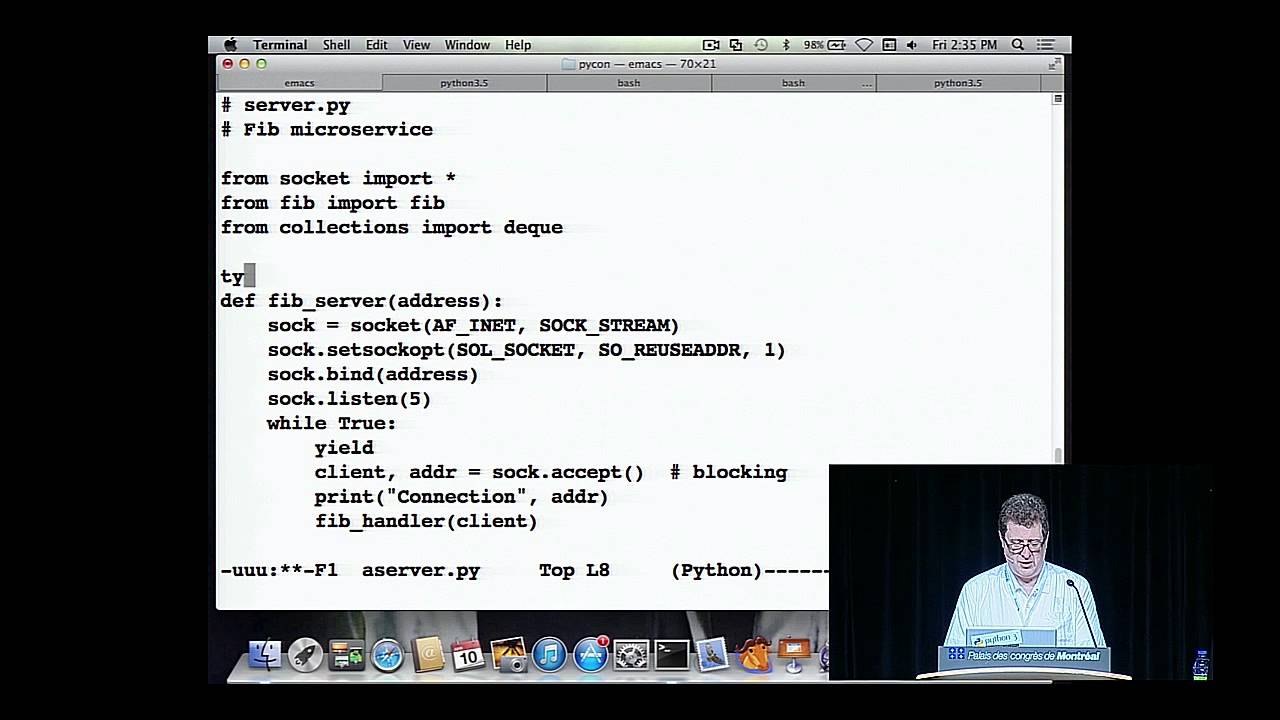 Terminal Shell Edit View Window Help 98% Fri 2:35 PM
pycon — emacs — 70×21
emacs python3.5 bash bash ... python3.5
# server.py
# Fib microservice
from socket import *
from fib import fib
from collections import deque
ty
def fib_server(address):
    sock = socket(AF_INET, SOCK_STREAM)
    sock.setsockopt(SOL_SOCKET, SO_REUSEADDR, 1)
    sock.bind(address)
    sock.listen(5)
    while True:
        yield
        client, addr = sock.accept()  # blocking
        print("Connection", addr)
        fib_handler(client)
-uuu:**-F1  aserver.py     Top L8     (Python)------
10
1
python 3
Palais des congrès de Montréal